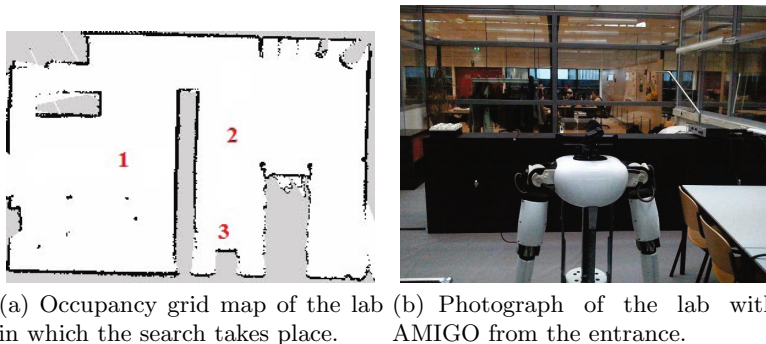 1
2
3
(a) Occupancy grid map of the lab
in which the search takes place.
(b) Photograph of the lab with
AMIGO from the entrance.